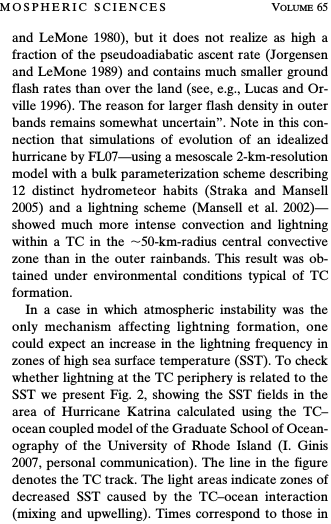 MOSPHERIC SCIENCES VOLUME 65
and LeMone 1980), but it does not realize as high a
fraction of the pseudoadiabatic ascent rate (Jorgensen
and LeMone 1989) and contains much smaller ground
flash rates than over the land (see, e.g., Lucas and Or-
ville 1996). The reason for larger flash density in outer
bands remains somewhat uncertain”. Note in this con-
nection that simulations of evolution of an idealized
hurricane by FL07—using a mesoscale 2-km-resolution
model with a bulk parameterization scheme describing
12 distinct hydrometeor habits (Straka and Mansell
2005) and a lightning scheme (Mansell et al. 2002)—
showed much more intense convection and lightning
within a TC in the ~50-km-radius central convective
zone than in the outer rainbands. This result was ob-
tained under environmental conditions typical of TC
formation.
In a case in which atmospheric instability was the
only mechanism affecting lightning formation, one
could expect an increase in the lightning frequency in
zones of high sea surface temperature (SST). To check
whether lightning at the TC periphery is related to the
SST we present Fig. 2, showing the SST fields in the
area of Hurricane Katrina calculated using the TC–
ocean coupled model of the Graduate School of Ocean-
ography of the University of Rhode Island (I. Ginis
2007, personal communication). The line in the figure
denotes the TC track. The light areas indicate zones of
decreased SST caused by the TC–ocean interaction
(mixing and upwelling). Times correspond to those in